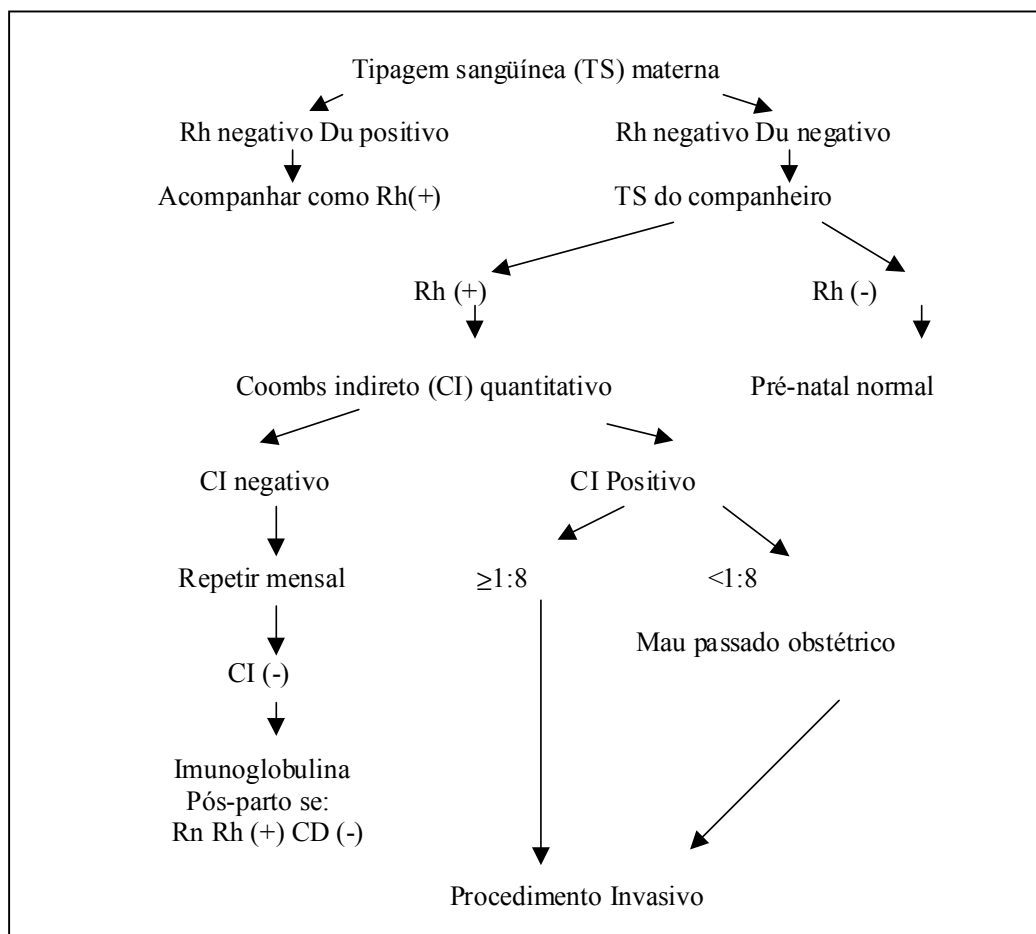 Tipagem sangüínea (TS) materna
Rh negativo Du positivo
Rh negativo Du negativo
Acompanhar como Rh(+)
TS do companheiro
Rh (+)
Rh (-)
Coombs indireto (CI) quantitativo
Pré-natal normal
CI negativo
CI Positivo
Repetir mensal
≥1:8
<1:8
Mau passado obstétrico
CI (-)
Imunoglobulina
Pós-parto se:
Rn Rh (+) CD (-)
Procedimento Invasivo